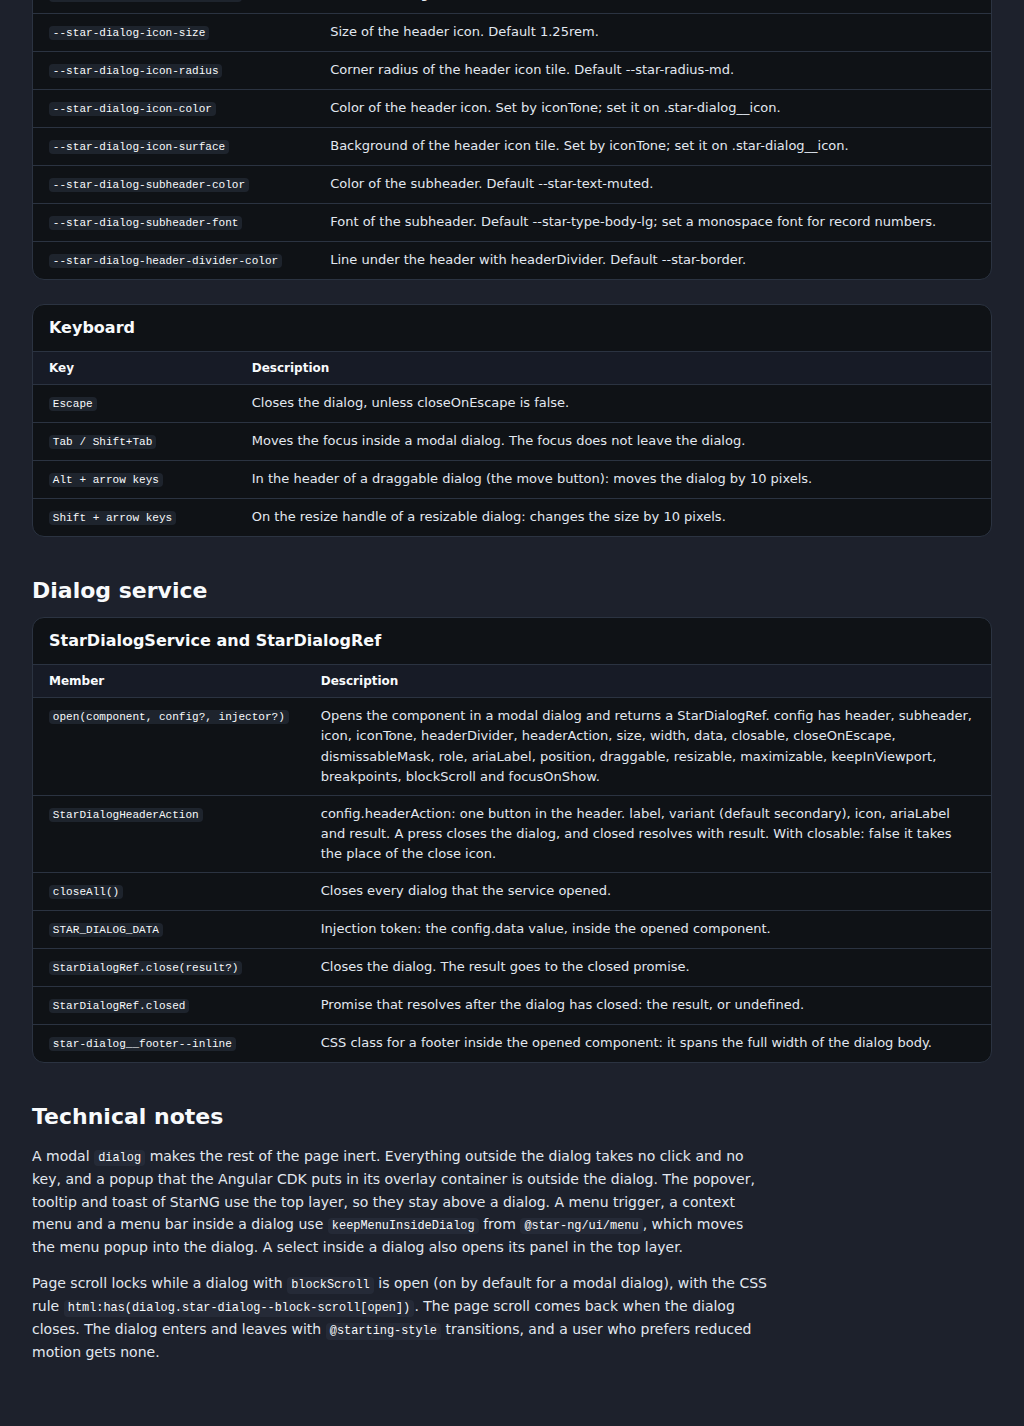 --star-dialog-icon-size Size of the header icon. Default 1.25rem.
--star-dialog-icon-radius Corner radius of the header icon tile. Default --star-radius-md.
--star-dialog-icon-color Color of the header icon. Set by iconTone; set it on .star-dialog__icon.
--star-dialog-icon-surface Background of the header icon tile. Set by iconTone; set it on .star-dialog__icon.
--star-dialog-subheader-color Color of the subheader. Default --star-text-muted.
--star-dialog-subheader-font Font of the subheader. Default --star-type-body-lg; set a monospace font for record numbers.
--star-dialog-header-divider-color Line under the header with headerDivider. Default --star-border.
Keyboard
Key Description
Escape Closes the dialog, unless closeOnEscape is false.
Tab / Shift+Tab Moves the focus inside a modal dialog. The focus does not leave the dialog.
Alt + arrow keys In the header of a draggable dialog (the move button): moves the dialog by 10 pixels.
Shift + arrow keys On the resize handle of a resizable dialog: changes the size by 10 pixels.
Dialog service
StarDialogService and StarDialogRef
Member Description
open(component, config?, injector?) Opens the component in a modal dialog and returns a StarDialogRef. config has header, subheader,
icon, iconTone, headerDivider, headerAction, size, width, data, closable, closeOnEscape,
dismissableMask, role, ariaLabel, position, draggable, resizable, maximizable, keepInViewport,
breakpoints, blockScroll and focusOnShow.
StarDialogHeaderAction config.headerAction: one button in the header. label, variant (default secondary), icon, ariaLabel
and result. A press closes the dialog, and closed resolves with result. With closable: false it takes
the place of the close icon.
closeAll() Closes every dialog that the service opened.
STAR_DIALOG_DATA Injection token: the config.data value, inside the opened component.
StarDialogRef.close(result?) Closes the dialog. The result goes to the closed promise.
StarDialogRef.closed Promise that resolves after the dialog has closed: the result, or undefined.
star-dialog__footer--inline CSS class for a footer inside the opened component: it spans the full width of the dialog body.
Technical notes
A modal dialog makes the rest of the page inert. Everything outside the dialog takes no click and no
key, and a popup that the Angular CDK puts in its overlay container is outside the dialog. The popover,
tooltip and toast of StarNG use the top layer, so they stay above a dialog. A menu trigger, a context
menu and a menu bar inside a dialog use keepMenuInsideDialog from @star-ng/ui/menu, which moves
the menu popup into the dialog. A select inside a dialog also opens its panel in the top layer.
Page scroll locks while a dialog with blockScroll is open (on by default for a modal dialog), with the CSS
rule html:has(dialog.star-dialog--block-scroll[open]). The page scroll comes back when the dialog
closes. The dialog enters and leaves with @starting-style transitions, and a user who prefers reduced
motion gets none.